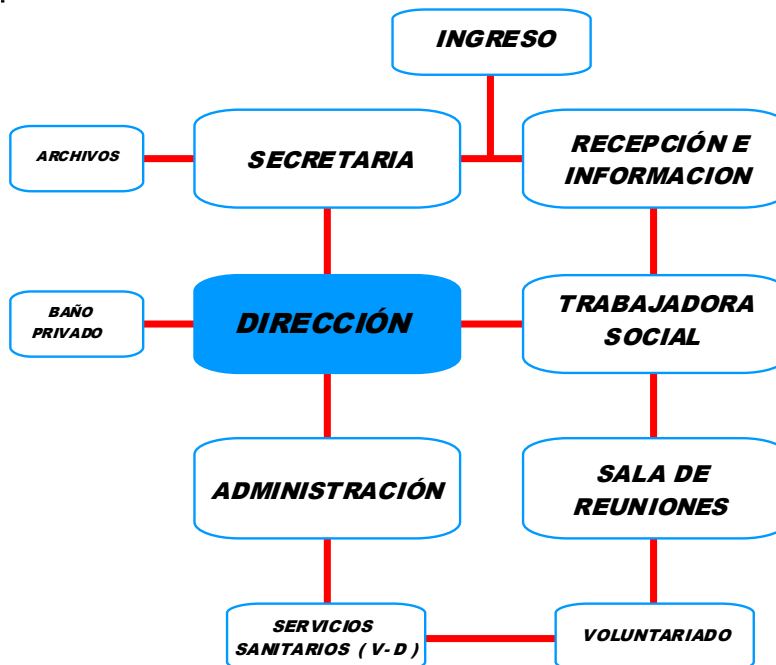 INGRESO
ARCHIVOS
SECRETARIA
RECEPCIÓN E
INFORMACION
BAÑO
PRIVADO
DIRECCIÓN
TRABAJADORA
SOCIAL
ADMINISTRACIÓN
SALA DE
REUNIONES
SERVICIOS
SANITARIOS ( V- D )
VOLUNTARIADO